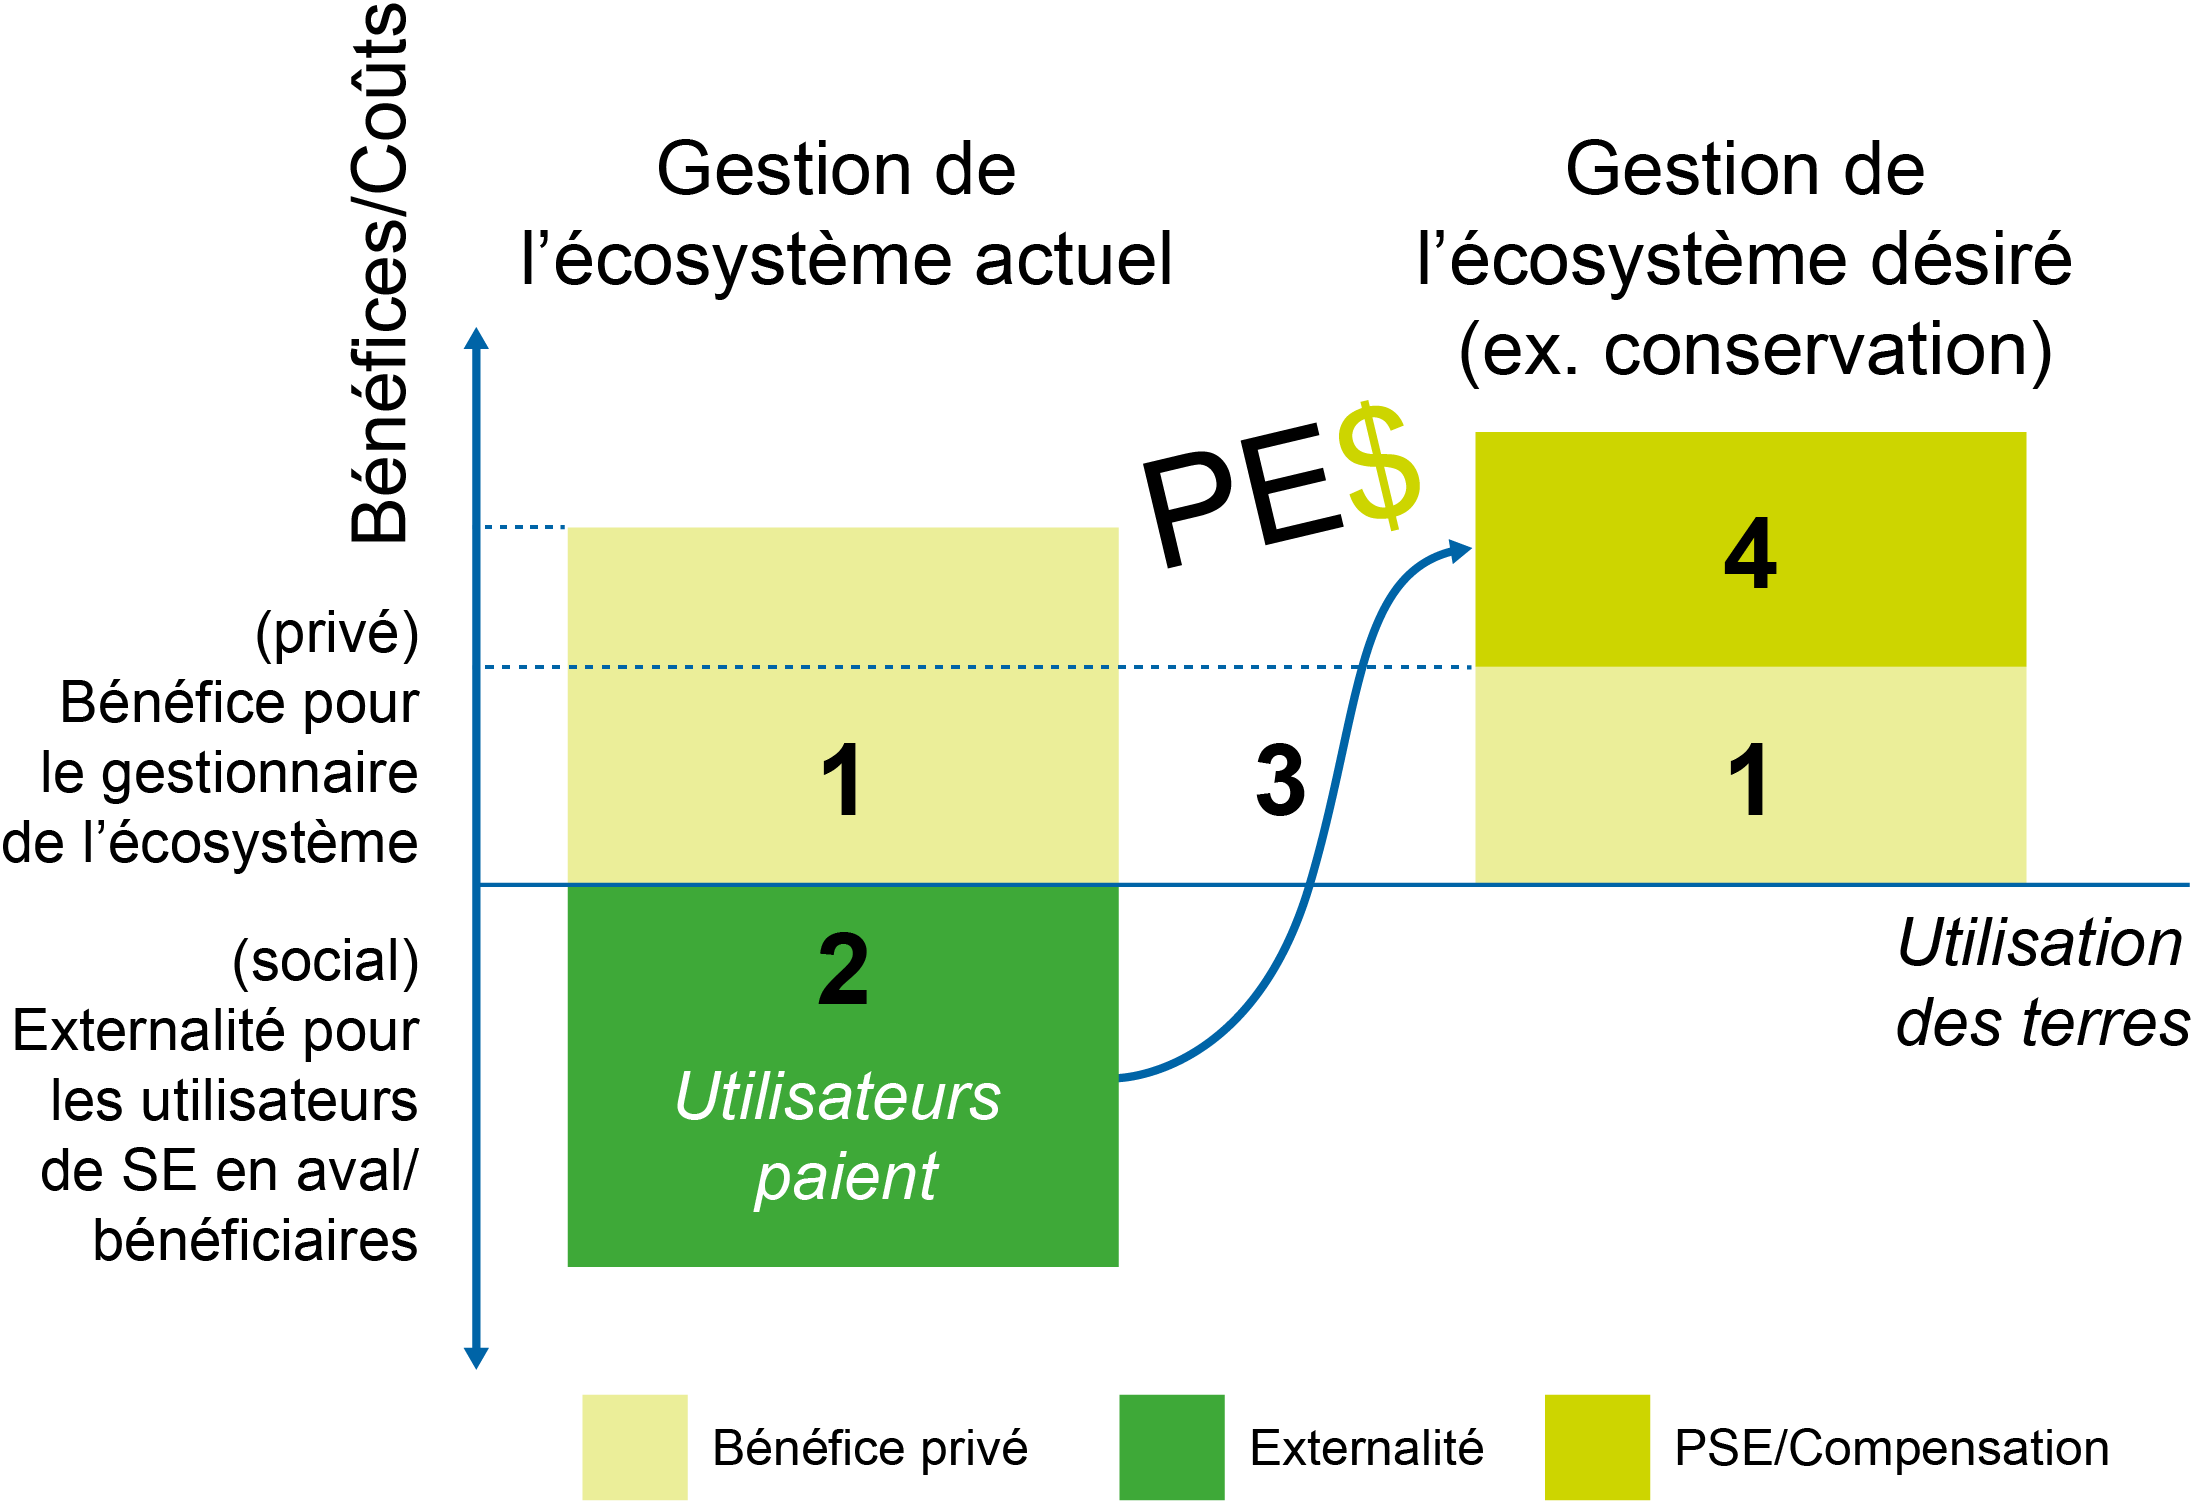 Bénéfices/Coûts
Gestion de
l’écosystème actuel
Gestion de
l’écosystème désiré
(ex. conservation)
PE$
4
(privé)
Bénéfice pour
le gestionnaire
de l’écosystème
1
3
1
2
Utilisateurs
paient
(social)
Externalité pour
les utilisateurs
de SE en aval/
bénéficiaires
Utilisation
des terres
Bénéfice privé
Externalité
PSE/Compensation